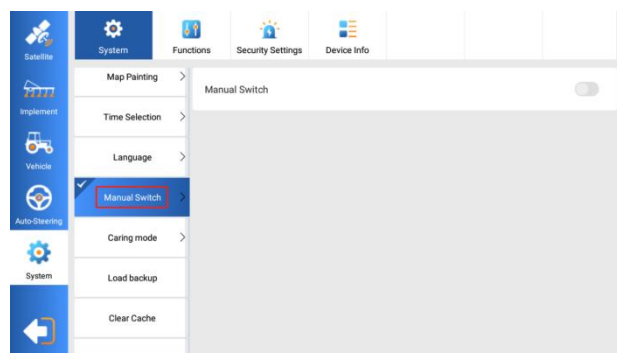 Satellite
Implement
Vehicle
Auto-Steering
System
System
Functions
Security Settings
Device Info
Map Painting
Time Selection
Language
Manual Switch
Caring mode
Load backup
Clear Cache
Manual Switch